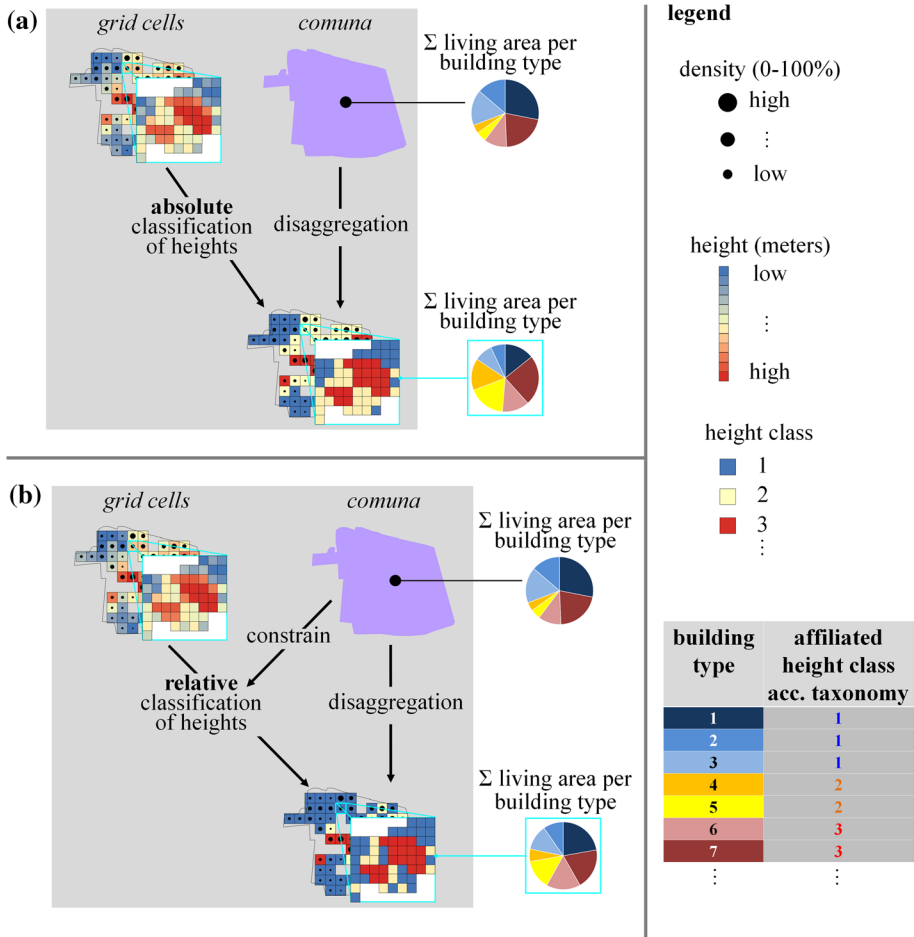 (a)
grid cells
comuna
Σ living area per
building type
absolute
classification
of heights
disaggregation
Σ living area per
building type
(b)
grid cells
comuna
Σ living area per
building type
constrain
relative
classification
of heights
disaggregation
Σ living area per
building type
legend
density (0-100%)
high
⋮
low
height (meters)
low
⋮
high
height class
1
2
3
⋮
building type
affiliated height class acc. taxonomy
1 1
2 1
3 1
4 2
5 2
6 3
7 3
⋮ ⋮